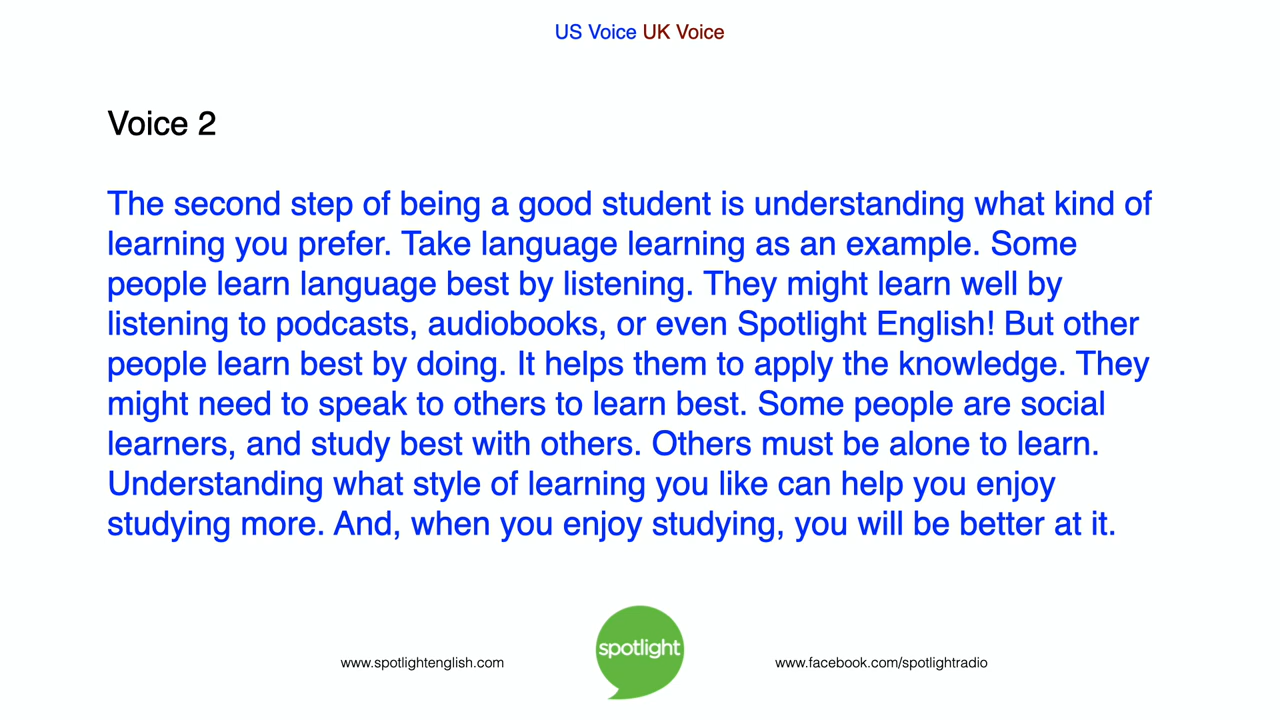 US Voice UK Voice
Voice 2
The second step of being a good student is understanding what kind of
learning you prefer. Take language learning as an example. Some
people learn language best by listening. They might learn well by
listening to podcasts, audiobooks, or even Spotlight English! But other
people learn best by doing. It helps them to apply the knowledge. They
might need to speak to others to learn best. Some people are social
learners, and study best with others. Others must be alone to learn.
Understanding what style of learning you like can help you enjoy
studying more. And, when you enjoy studying, you will be better at it.
www.spotlightenglish.com
spotlight
www.facebook.com/spotlightradio